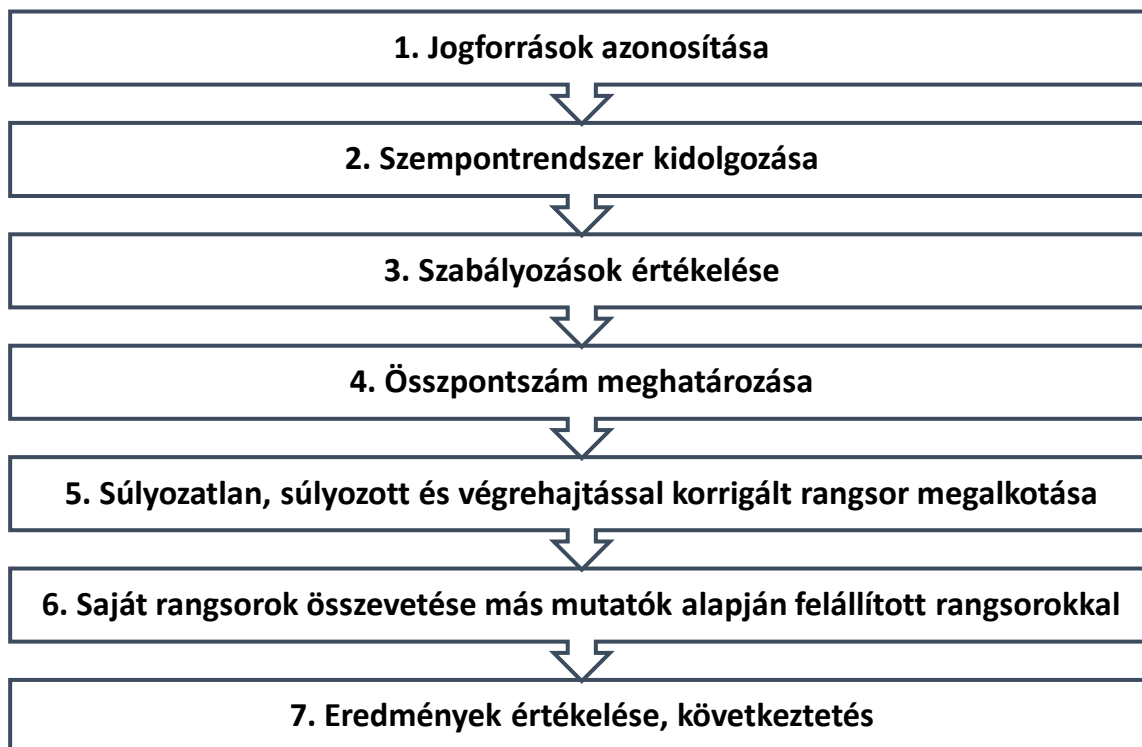 1. Jogforrások azonosítása
2. Szempontrendszer kidolgozása
3. Szabályozások értékelése
4. Összpontszám meghatározása
5. Súlyozatlan, súlyozott és végrehajtással korrigált rangsor megalkotása
6. Saját rangsorok összevetése más mutatók alapján felállított rangsorokkal
7. Eredmények értékelése, következtetés